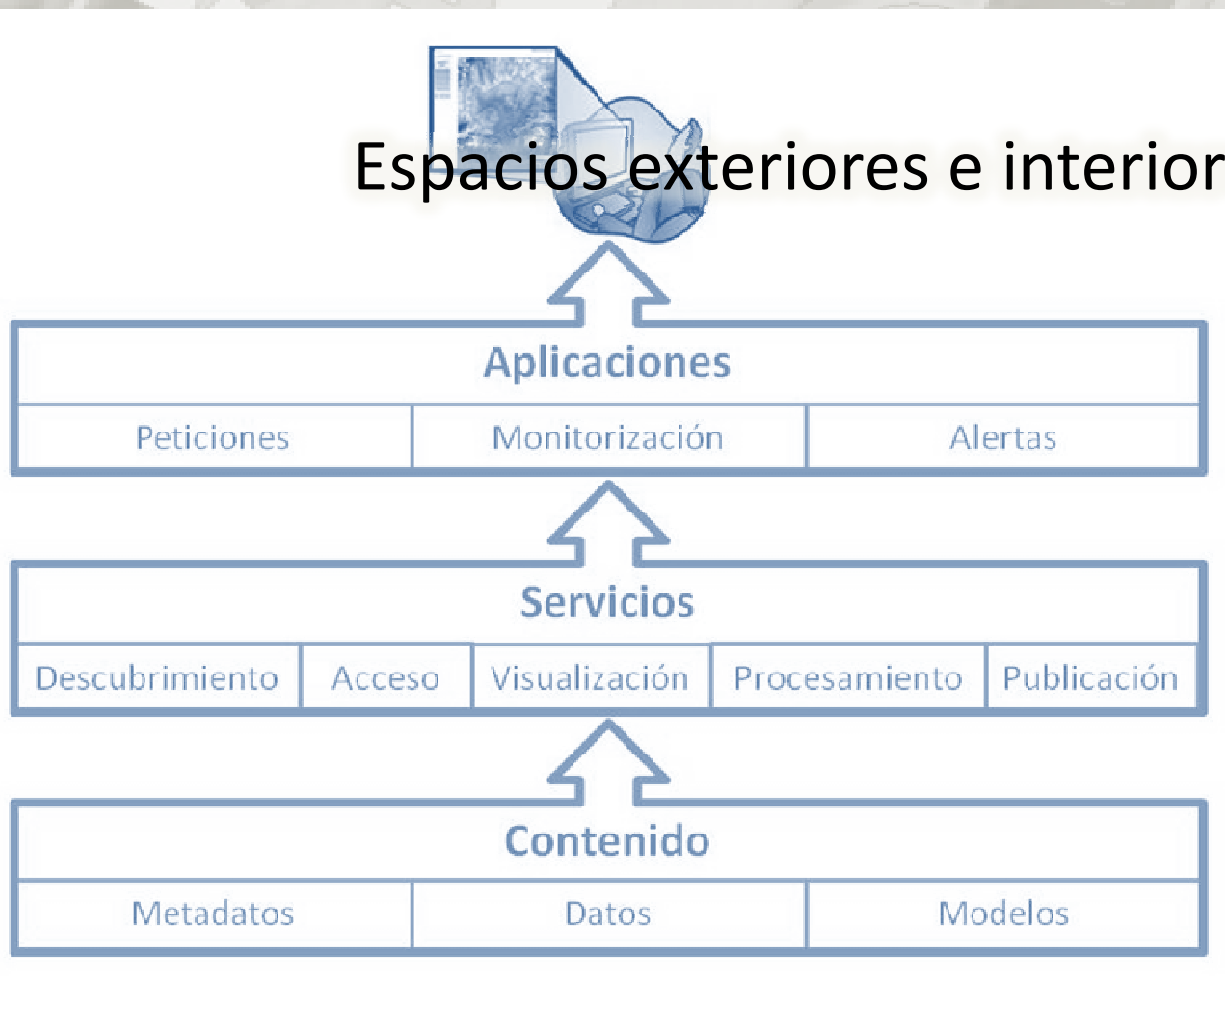 Espacios exteriores e interior
Aplicaciones
Peticiones Monitorización Alertas
Servicios
Descubrimiento Acceso Visualización Procesamiento Publicación
Contenido
Metadatos Datos Modelos